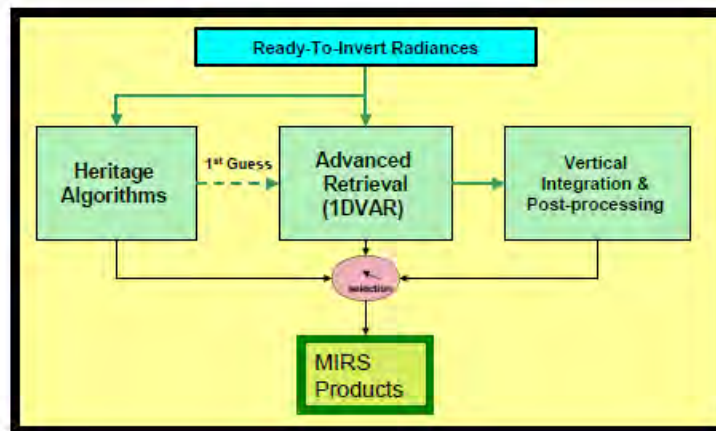 Ready-To-Invert Radiances
Heritage
Algorithms
1st Guess
Advanced
Retrieval
(1DVAR)
Vertical
Integration &
Post-processing
selection
MIRS
Products